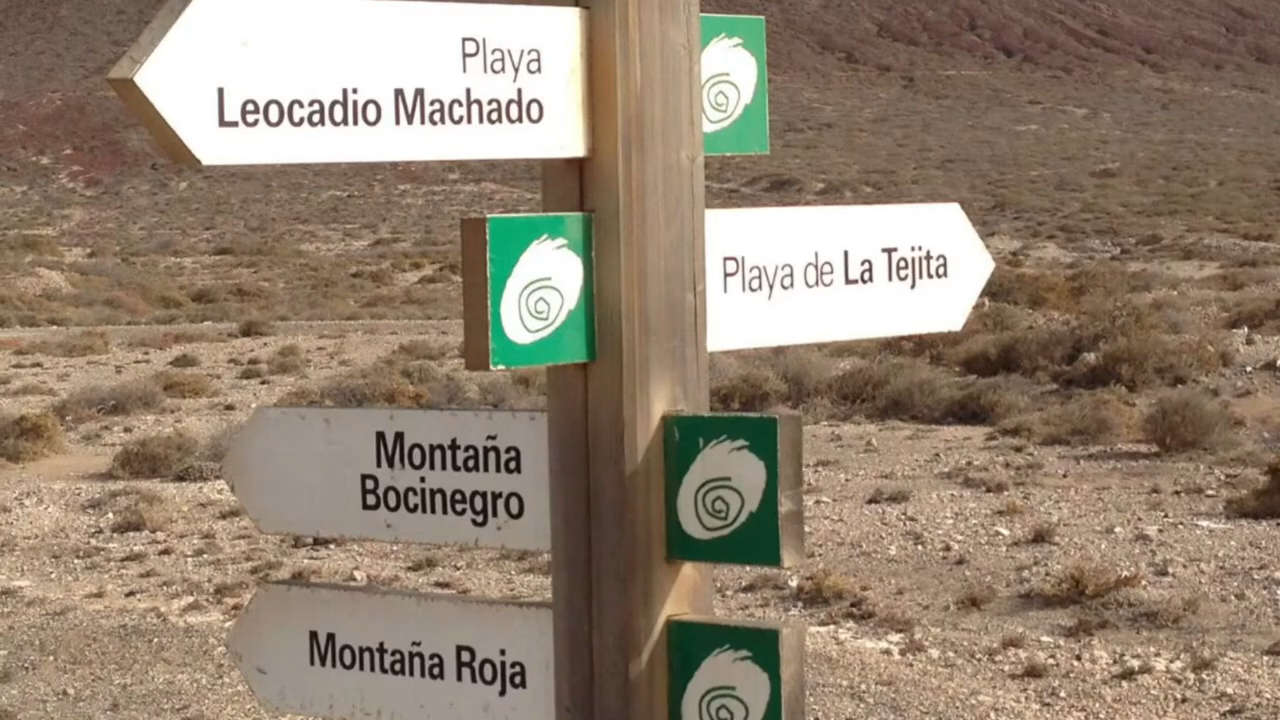 Playa
Leocadio Machado
Playa de La Tejita
Montaña
Bocinegro
Montaña Roja